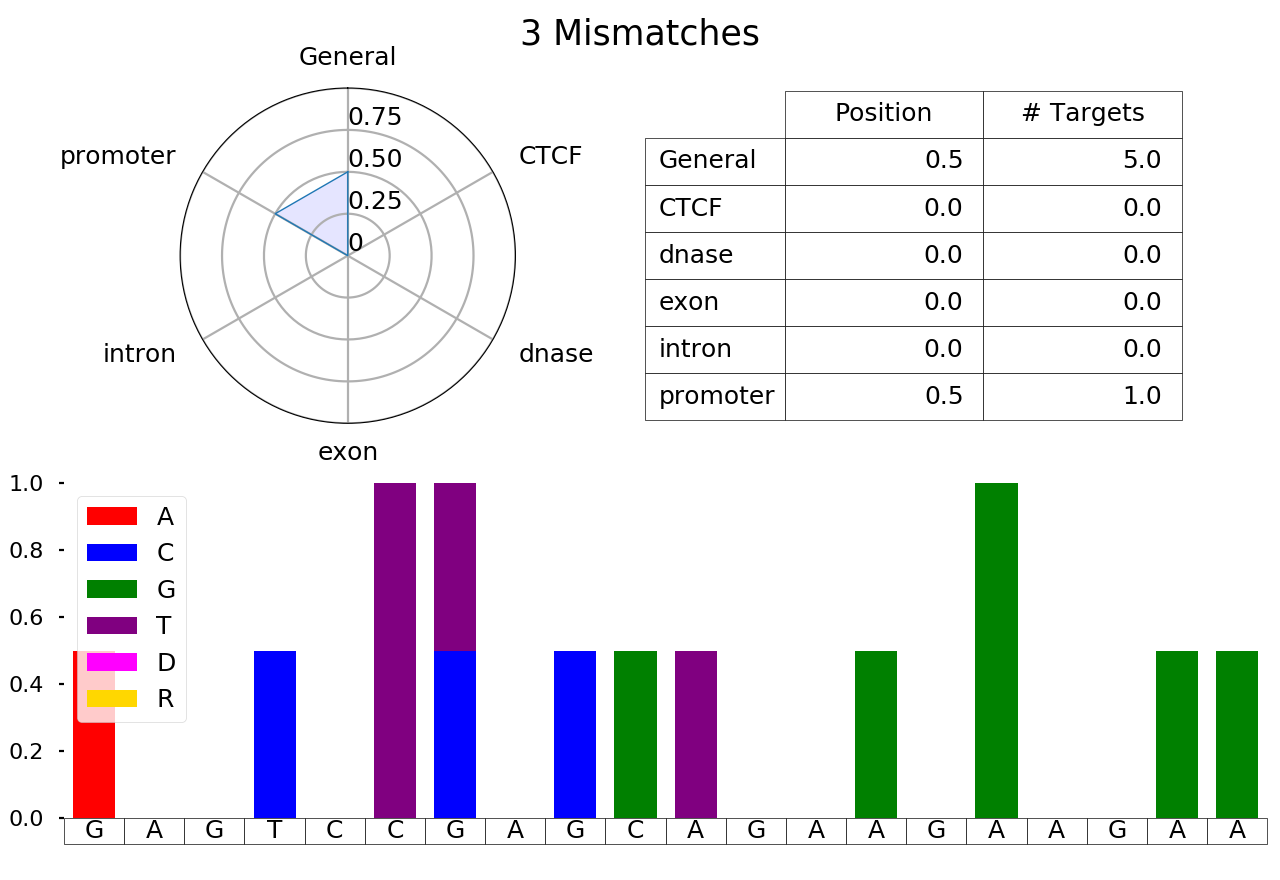 3 Mismatches
General
promoter
CTCF
intron
dnase
exon
0.75
0.50
0.25
0
Position # Targets
General 0.5 5.0
CTCF 0.0 0.0
dnase 0.0 0.0
exon 0.0 0.0
intron 0.0 0.0
promoter 0.5 1.0
1.0
0.8
0.6
0.4
0.2
0.0
A
C
G
T
D
R
G A G T C C G A G C A G A A G A A G A A